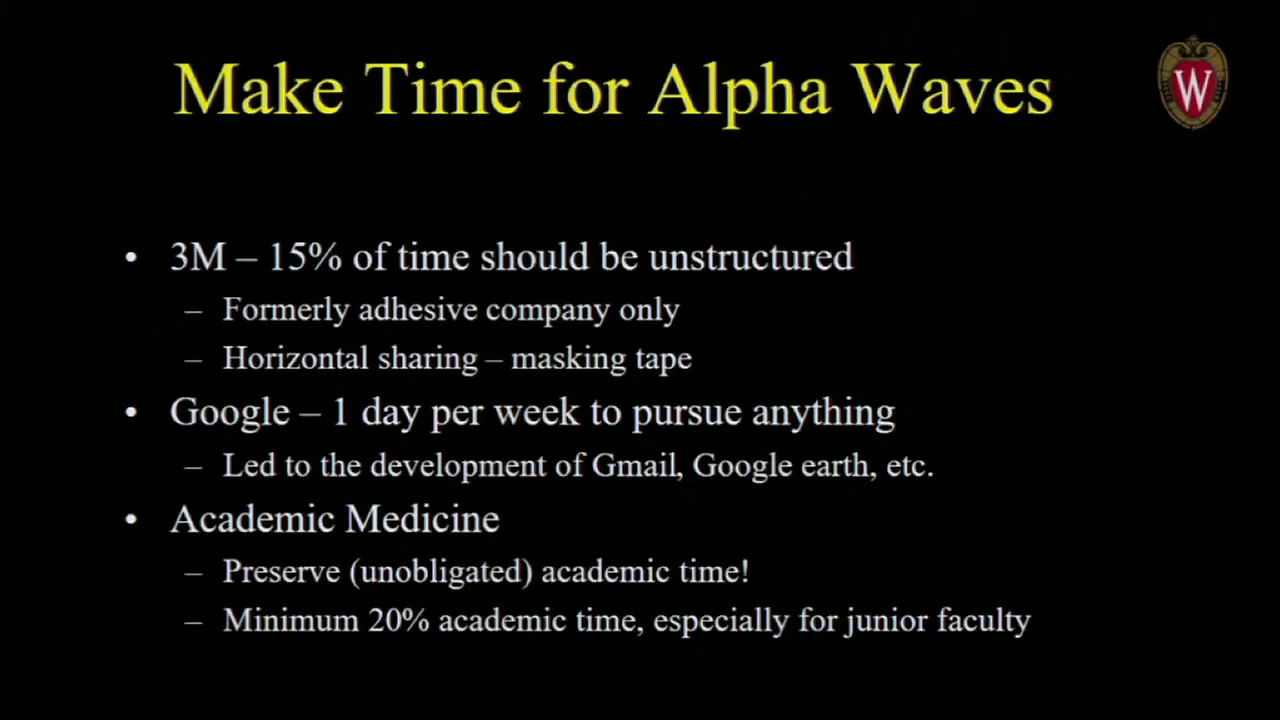 Make Time for Alpha Waves
W
• 3M – 15% of time should be unstructured
– Formerly adhesive company only
– Horizontal sharing – masking tape
• Google – 1 day per week to pursue anything
– Led to the development of Gmail, Google earth, etc.
• Academic Medicine
– Preserve (unobligated) academic time!
– Minimum 20% academic time, especially for junior faculty